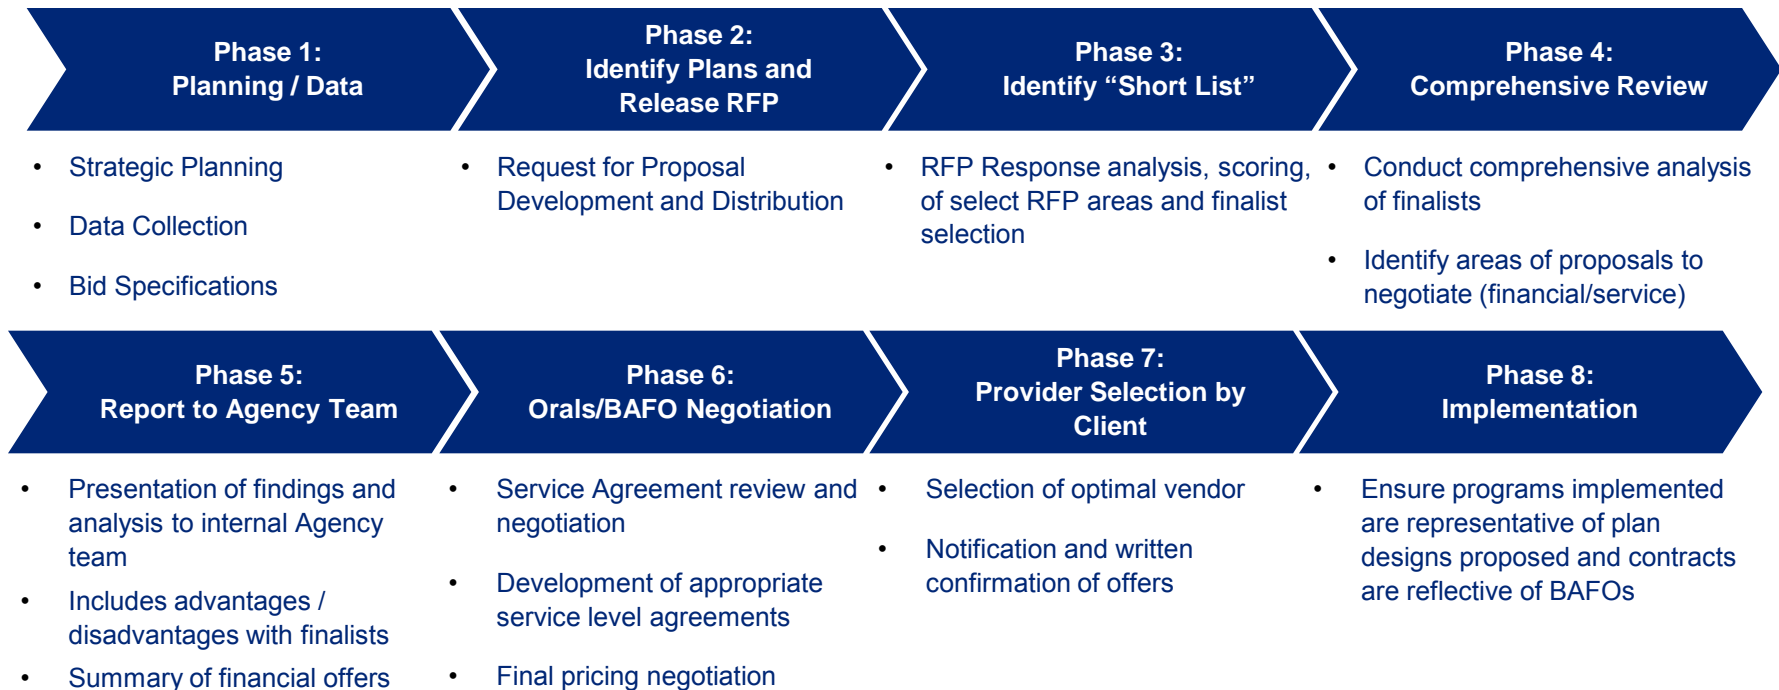 Phase 1:
Planning / Data
Phase 2:
Identify Plans and
Release RFP
Phase 3:
Identify “Short List”
Phase 4:
Comprehensive Review
• Strategic Planning
• Data Collection
• Bid Specifications
• Request for Proposal
Development and Distribution
• RFP Response analysis, scoring,
of select RFP areas and finalist
selection
• Conduct comprehensive analysis
of finalists
• Identify areas of proposals to
negotiate (financial/service)
Phase 5:
Report to Agency Team
Phase 6:
Orals/BAFO Negotiation
Phase 7:
Provider Selection by
Client
Phase 8:
Implementation
• Presentation of findings and
analysis to internal Agency
team
• Includes advantages /
disadvantages with finalists
• Summary of financial offers
• Service Agreement review and
negotiation
• Development of appropriate
service level agreements
• Final pricing negotiation
• Selection of optimal vendor
• Notification and written
confirmation of offers
• Ensure programs implemented
are representative of plan
designs proposed and contracts
are reflective of BAFOs